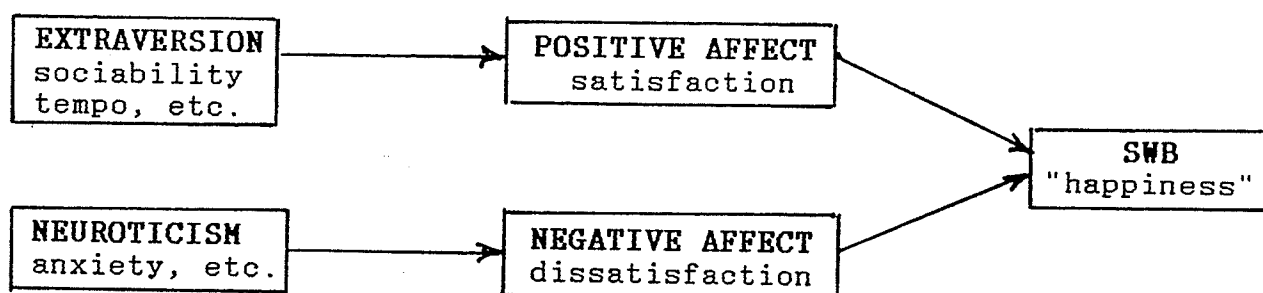 EXTRAVERSION
sociability
tempo, etc.
POSITIVE AFFECT
satisfaction
SWB
"happiness"
NEUROTICISM
anxiety, etc.
NEGATIVE AFFECT
dissatisfaction